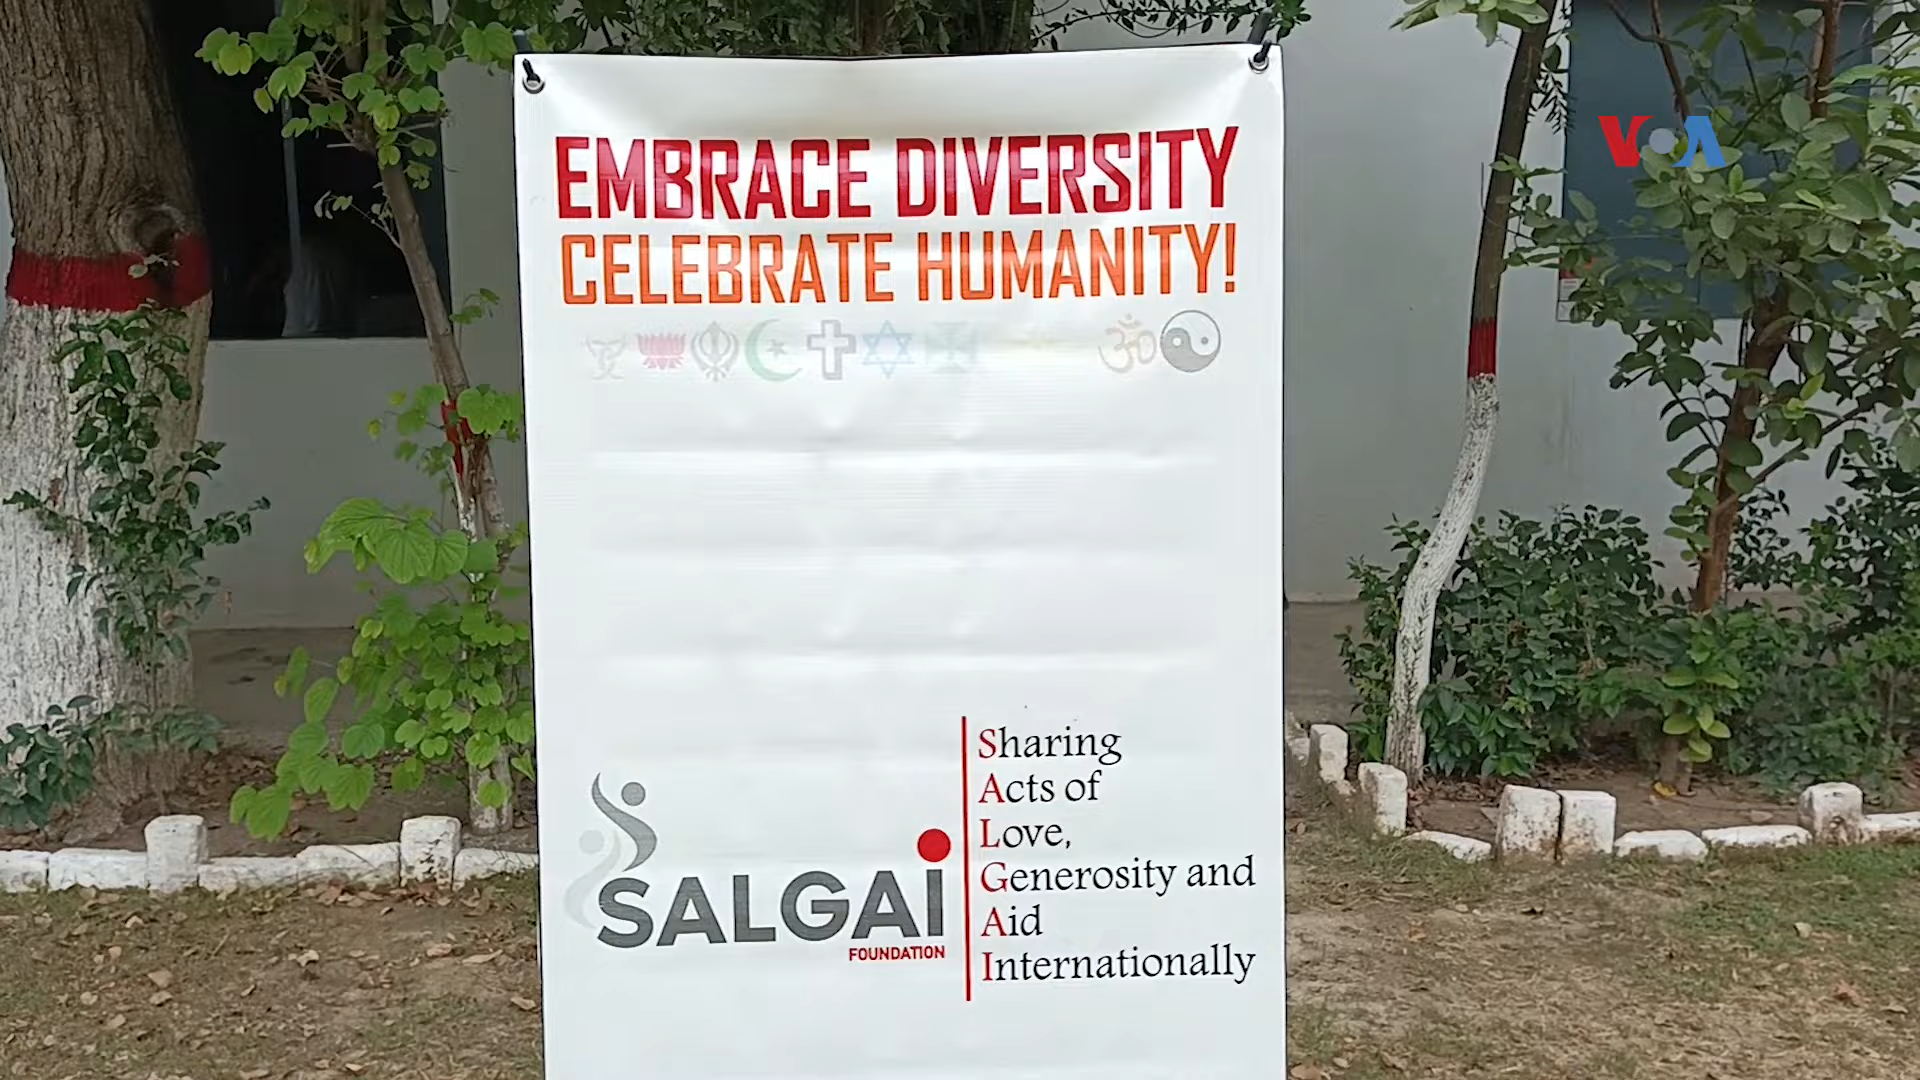 VOA
EMBRACE DIVERSITY
CELEBRATE HUMANITY!
SALGAI
FOUNDATION
Sharing
Acts of
Love,
Generosity and
Aid
Internationally